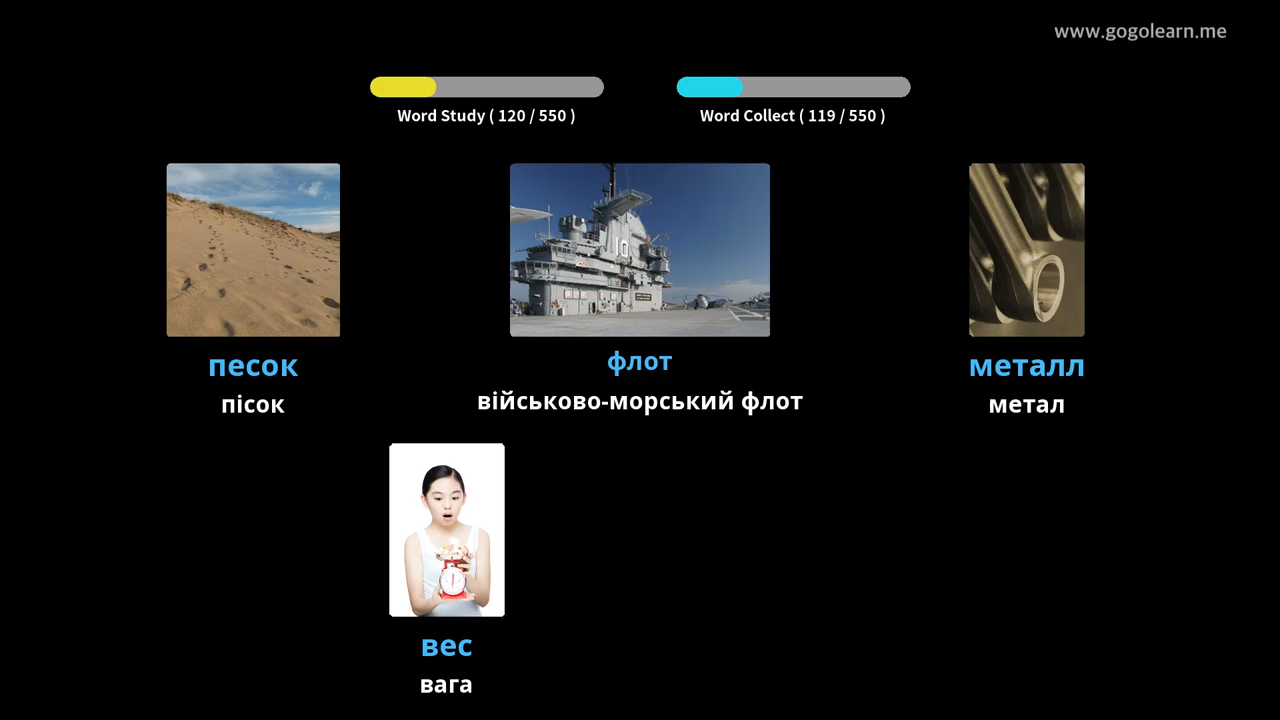 www.gogolearn.me
Word Study ( 120 / 550 )
Word Collect ( 119 / 550 )
10
песок
флот
металл
пісок
військово-морський флот
метал
вес
вага